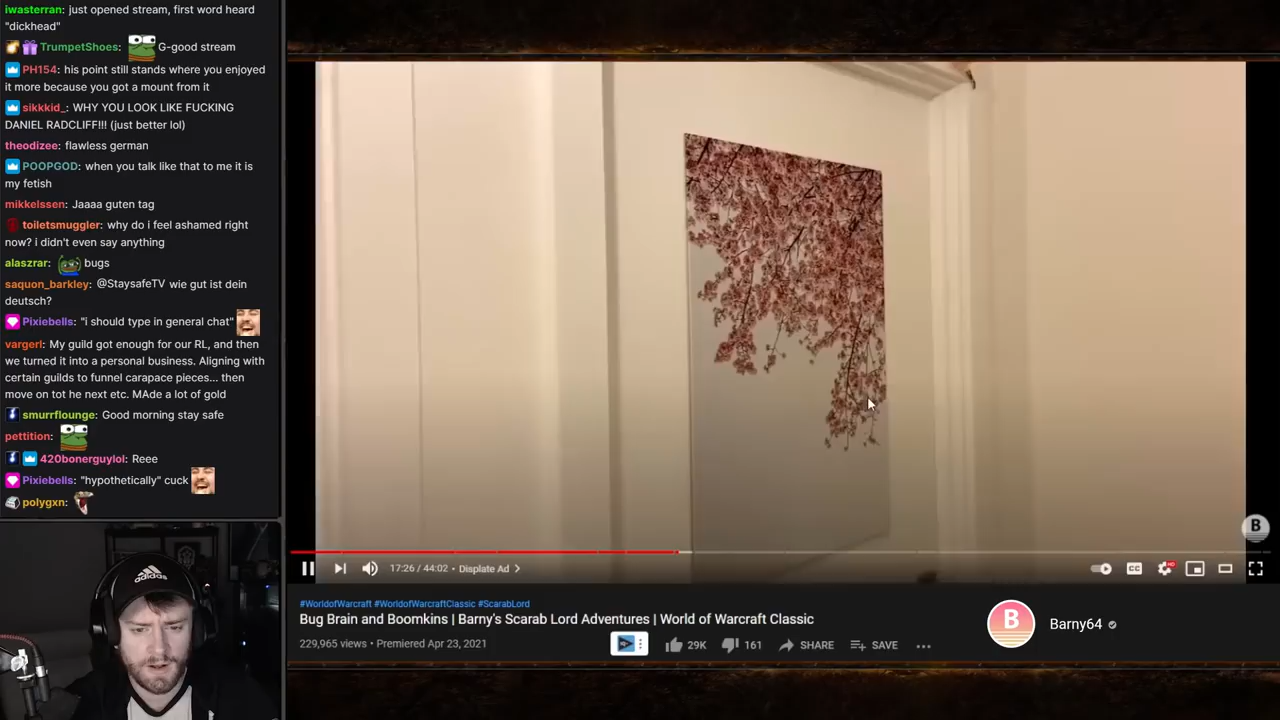 iwasterran: just opened stream, first word heard
"dickhead"
TrumpetShoes: G-good stream
PH154: his point still stands where you enjoyed
it more because you got a mount from it
sikkkid_: WHY YOU LOOK LIKE FUCKING
DANIEL RADCLIFF!!! (just better lol)
theodizee: flawless german
POOPGOD: when you talk like that to me it is
my fetish
mikkelssen: Jaaaa guten tag
toiletsmuggler: why do i feel ashamed right
now? i didn't even say anything
alaszrar: bugs
saquon_barkley: @StaysafeTV wie gut ist dein
deutsch?
Pixiebells: "i should type in general chat"
vargerl: My guild got enough for our RL, and then
we turned it into a personal business. Aligning with
certain guilds to funnel carapace pieces... then
move on tot he next etc. MAde a lot of gold
smurrflounge: Good morning stay safe
pettition:
420bonerguylol: Reee
Pixiebells: "hypothetically" cuck
polygxn:
adidas
B
17:26 / 44:02 • Displate Ad
CC
HD
#WorldofWarcraft #WorldofWarcraftClassic #ScarabLord
Bug Brain and Boomkins | Barny's Scarab Lord Adventures | World of Warcraft Classic
229,965 views • Premiered Apr 23, 2021
29K
161
SHARE
SAVE
B
Barny64